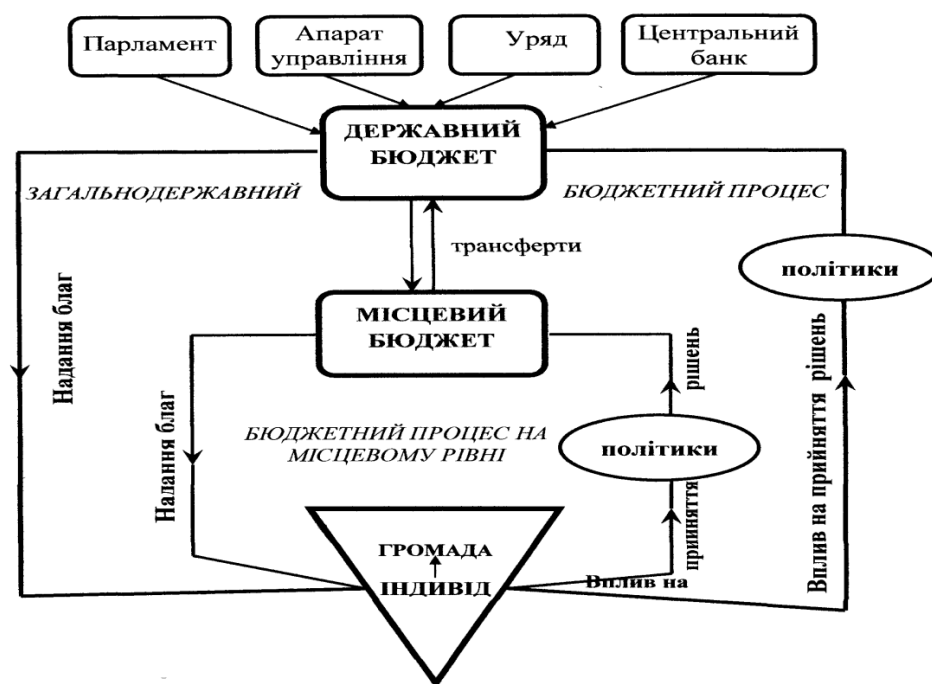 Парламент
Апарат
управління
Уряд
Центральний
банк
ДЕРЖАВНИЙ
БЮДЖЕТ
ЗАГАЛЬНОДЕРЖАВНИЙ
БЮДЖЕТНИЙ ПРОЦЕС
трансферти
політики
МІСЦЕВИЙ
БЮДЖЕТ
Надання благ
Надання благ
рішень
Вплив на прийняття рішень
БЮДЖЕТНИЙ ПРОЦЕС НА
МІСЦЕВОМУ РІВНІ
політики
прийняття
ГРОМАДА
ІНДИВІД
Вплив на